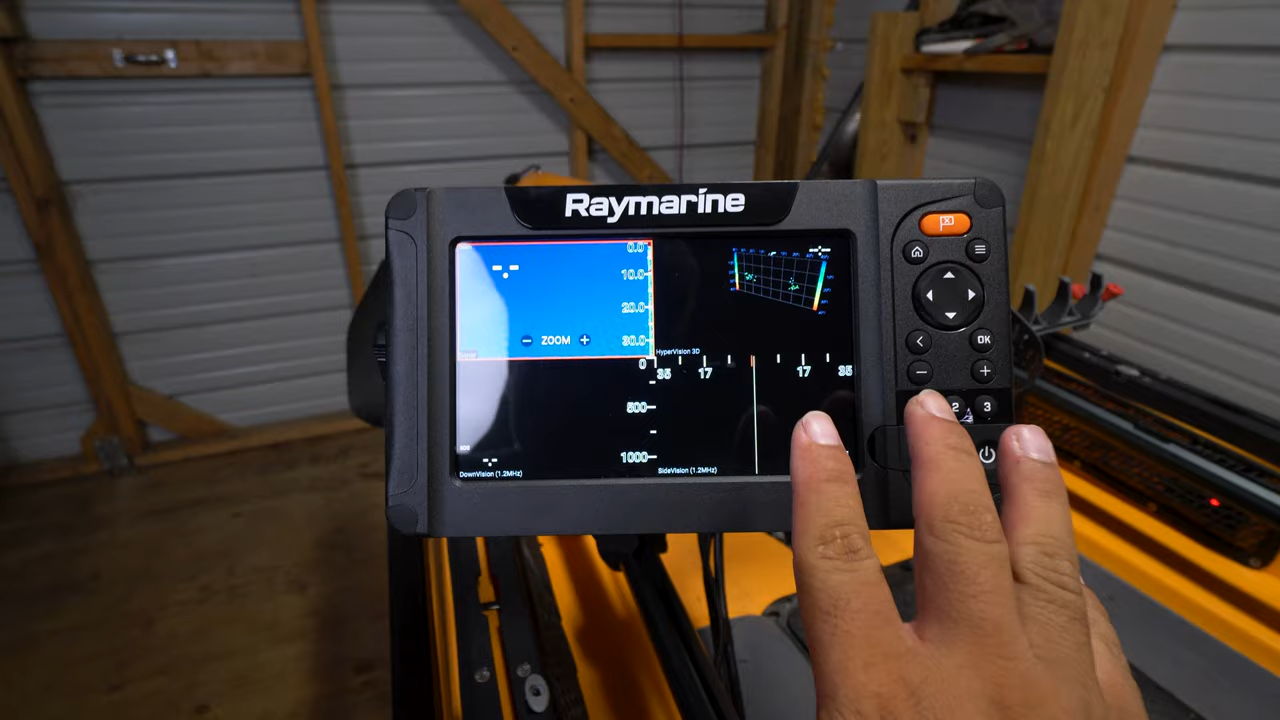 Raymarine
0.0
10.0
20.0
30.0
ZOOM
HyperVision 3D
0
500
1000
35 17 17 35
DownVision (1.2MHz)
SideVision (1.2MHz)
OK
2 3